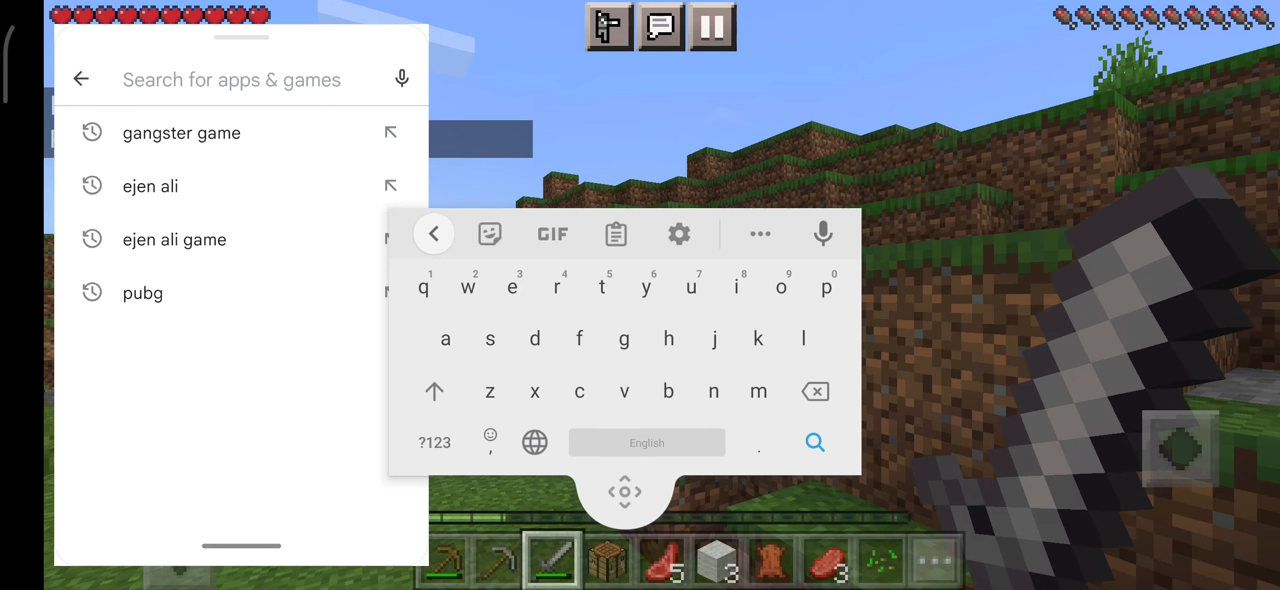 Search for apps & games
gangster game
ejen ali
ejen ali game
pubg
GIF
1 2 3 4 5 6 7 8 9 0
q w e r t y u i o p
a s d f g h j k l
z x c v b n m
?123 , English .
5 3 3